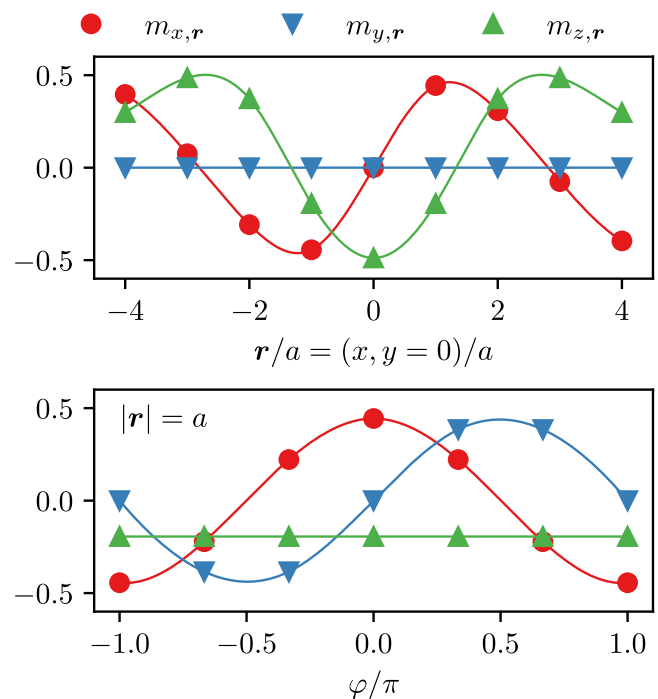 m_{x,r} m_{y,r} m_{z,r}
0.5
0.0
−0.5
−4 −2 0 2 4
r/a = (x, y = 0)/a
|r| = a
0.5
0.0
−0.5
−1.0 −0.5 0.0 0.5 1.0
φ/π